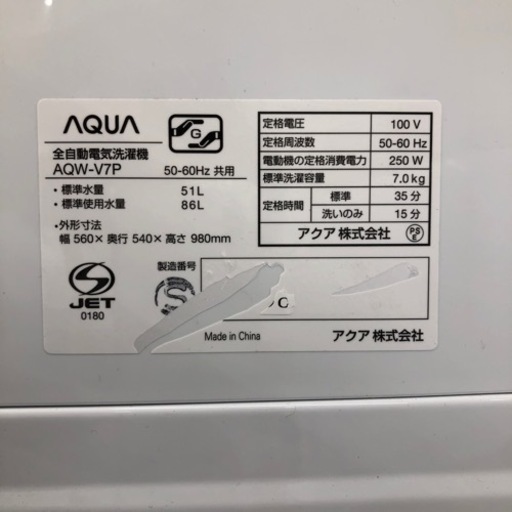 AQUA
G
全自動電気洗濯機
AQW-V7P 50-60Hz 共用
・標準水量 51L
・標準使用水量 86L
・外形寸法
幅 560× 奥行 540× 高さ 980mm
定格電圧 100 V
定格周波数 50-60 Hz
電動機の定格消費電力 250 W
標準洗濯容量 7.0 kg
定格時間 標準 35 分
洗いのみ 15 分
アクア 株式会社 PS E
S
JET
0180
製造番号
S
Made in China
アクア 株式会社